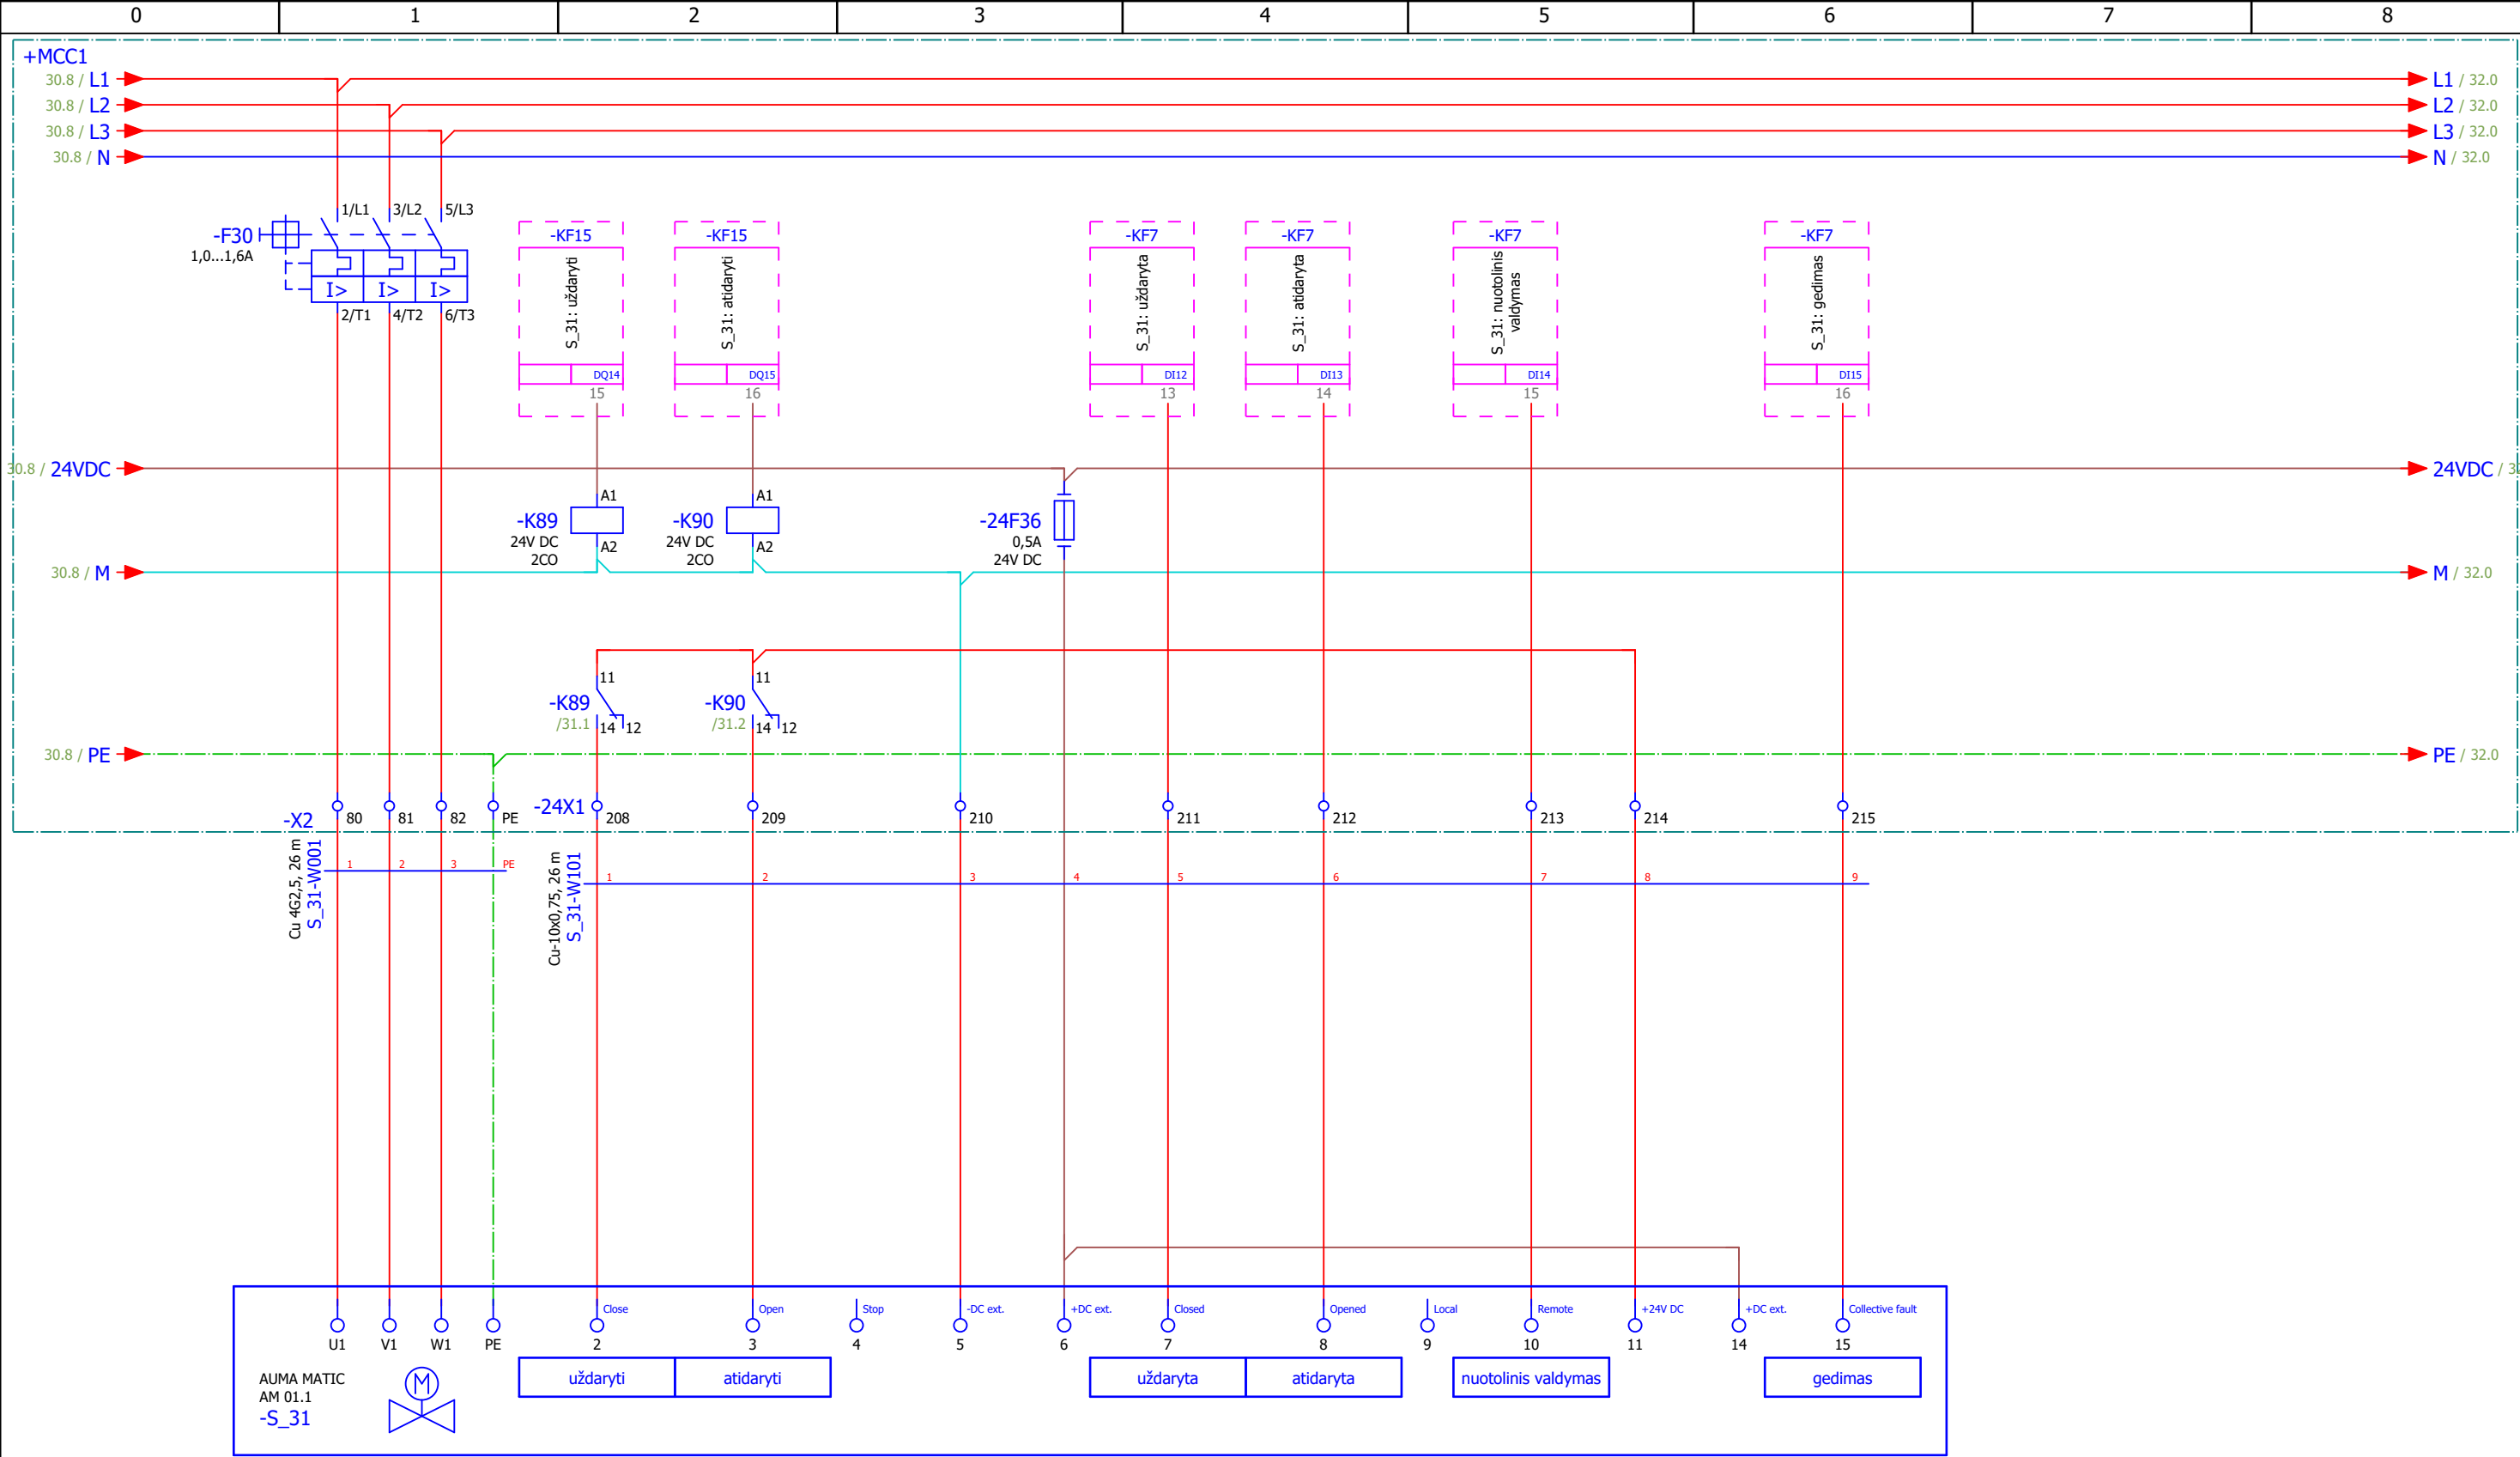 0 1 2 3 4 5 6 7 8
+MCC1
30.8 / L1
L1 / 32.0
30.8 / L2
L2 / 32.0
30.8 / L3
L3 / 32.0
30.8 / N
N / 32.0
1/L1 3/L2 5/L3
-F30
1,0...1,6A
I> I> I>
2/T1 4/T2 6/T3
-KF15
S_31: uždaryti
DQ14
15
-KF15
S_31: atidaryti
DQ15
16
-KF7
S_31: uždaryta
DI12
13
-KF7
S_31: atidaryta
DI13
14
-KF7
S_31: nuotolinis
valdymas
DI14
15
-KF7
S_31: gedimas
DI15
16
30.8 / 24VDC
24VDC / 3
A1
-K89
24V DC
2CO
A2
A1
-K90
24V DC
2CO
A2
-24F36
0,5A
24V DC
30.8 / M
M / 32.0
11
-K89
/31.1
14 12
11
-K90
/31.2
14 12
30.8 / PE
PE / 32.0
-X2
80 81 82 PE
-24X1
208 209 210 211 212 213 214 215
Cu 4G2,5, 26 m
S_31-W001
1 2 3 PE
Cu-10x0,75, 26 m
S_31-W101
1 2 3 4 5 6 7 8 9
Close Open Stop -DC ext. +DC ext. Closed Opened Local Remote +24V DC +DC ext. Collective fault
U1 V1 W1 PE 2 3 4 5 6 7 8 9 10 11 14 15
AUMA MATIC
AM 01.1
-S_31
M
uždaryti atidaryti uždaryta atidaryta nuotolinis valdymas gedimas